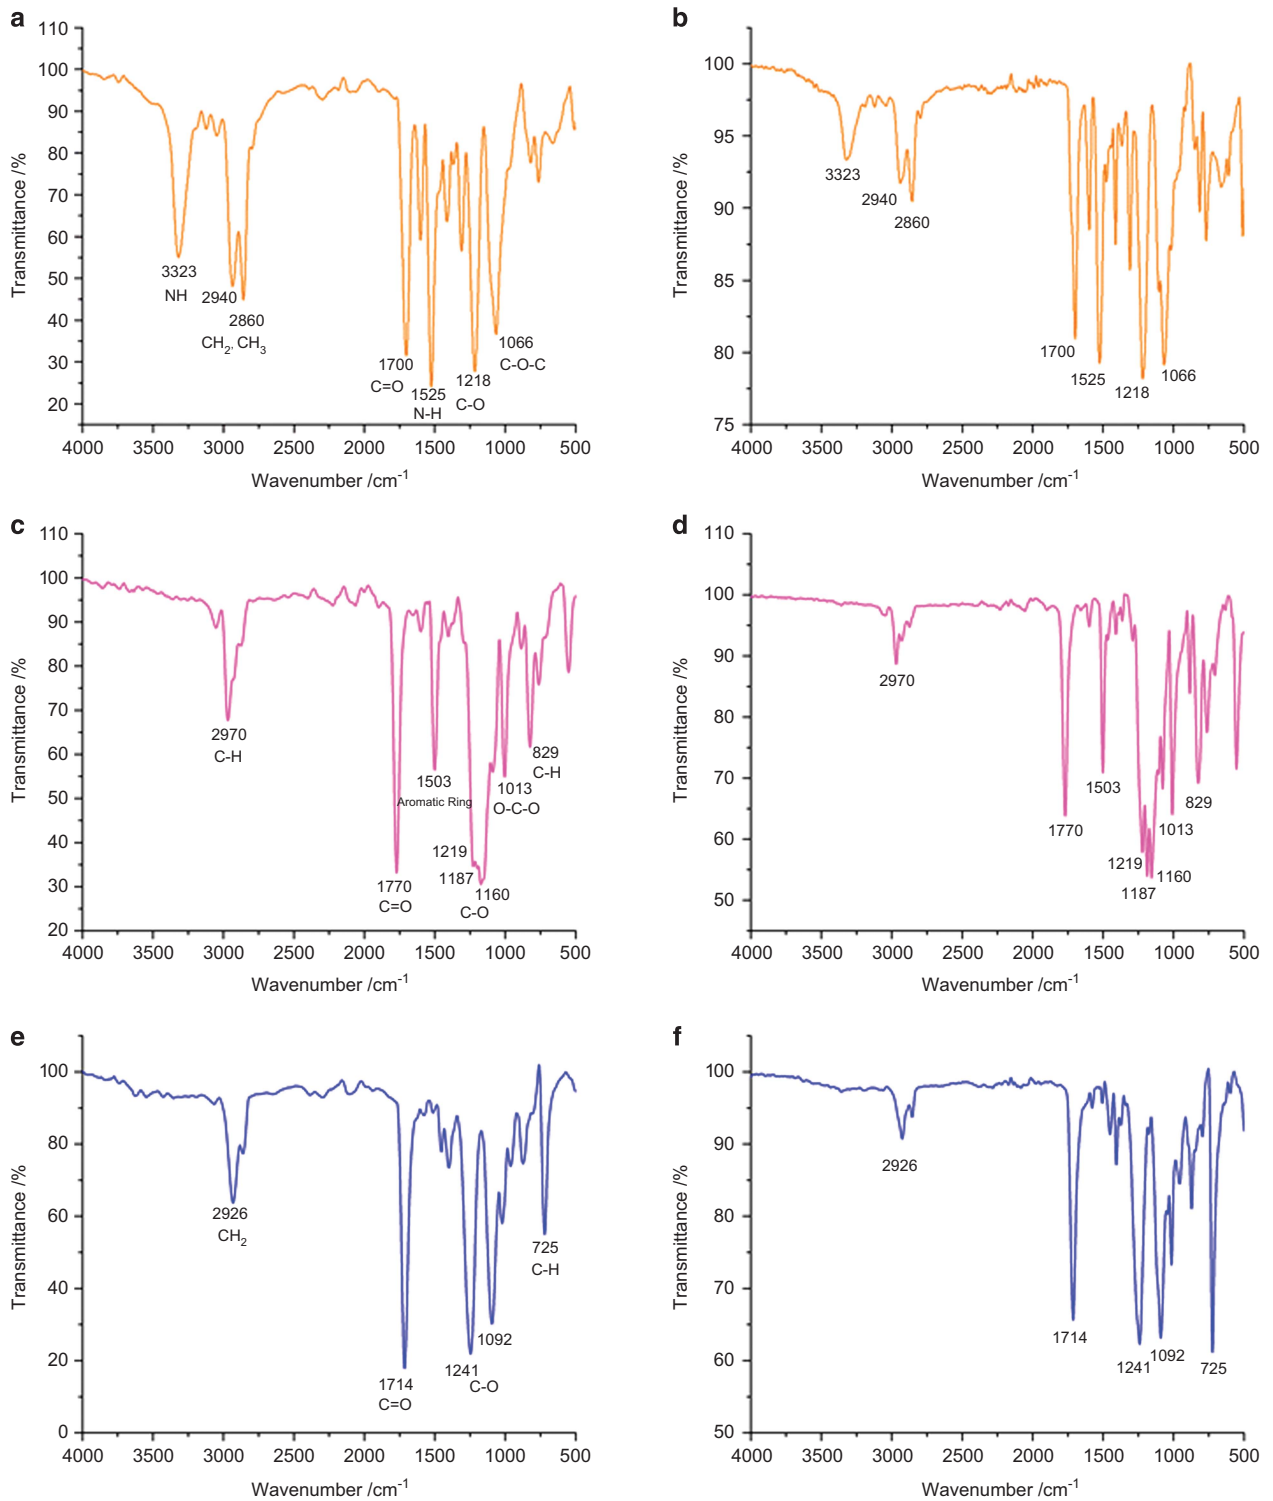 a
110
100
90
80
70
60
50
40
30
20
Transmittance /%
3323
NH
2940
2860
CH2, CH3
1700
C=O
1525
N-H
1218
C-O
1066
C-O-C
4000 3500 3000 2500 2000 1500 1000 500
Wavenumber /cm-1
b
100
95
90
85
80
75
Transmittance /%
3323
2940
2860
1700
1525
1218
1066
4000 3500 3000 2500 2000 1500 1000 500
Wavenumber /cm-1
c
110
100
90
80
70
60
50
40
30
20
Transmittance /%
2970
C-H
1770
C=O
1503
Aromatic Ring
1219
1187
1160
C-O
1013
O-C-O
829
C-H
4000 3500 3000 2500 2000 1500 1000 500
Wavenumber /cm-1
d
110
100
90
80
70
60
50
Transmittance /%
2970
1770
1503
1219
1187
1160
1013
829
4000 3500 3000 2500 2000 1500 1000 500
Wavenumber /cm-1
e
100
80
60
40
20
0
Transmittance /%
2926
CH2
1714
C=O
1241
C-O
1092
725
C-H
4000 3500 3000 2500 2000 1500 1000 500
Wavenumber /cm-1
f
100
90
80
70
60
50
Transmittance /%
2926
1714
1241
1092
725
4000 3500 3000 2500 2000 1500 1000 500
Wavenumber /cm-1